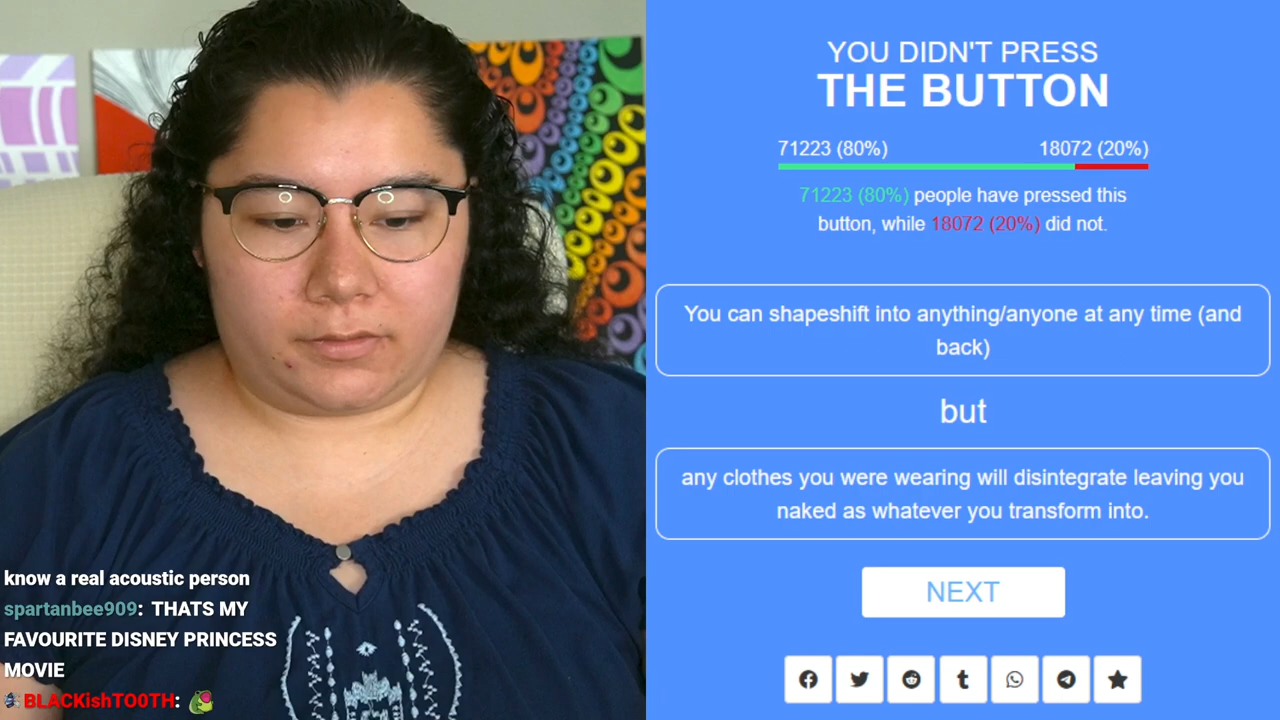 YOU DIDN'T PRESS
THE BUTTON
71223 (80%)
18072 (20%)
71223 (80%) people have pressed this
button, while 18072 (20%) did not.
You can shapeshift into anything/anyone at any time (and
back)
but
any clothes you were wearing will disintegrate leaving you
naked as whatever you transform into.
NEXT
know a real acoustic person
spartanbee909: THATS MY
FAVOURITE DISNEY PRINCESS
MOVIE
BLACKishTO0TH: